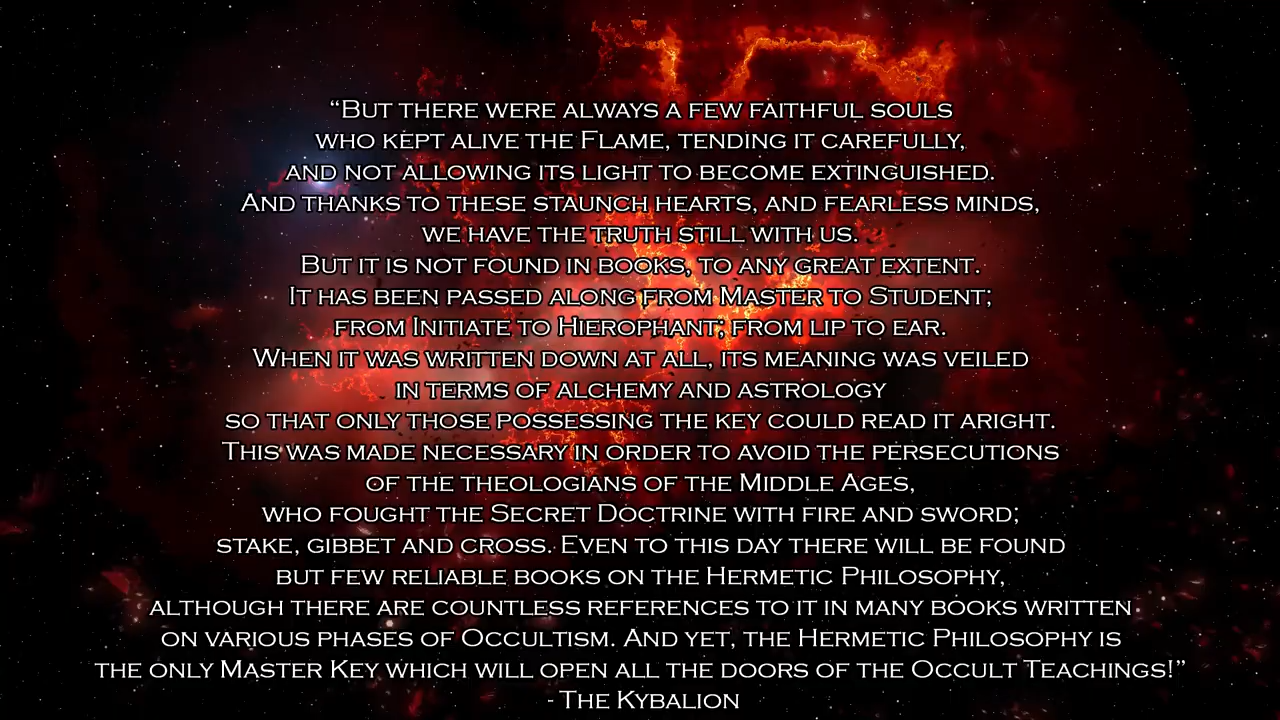 “But there were always a few faithful souls
who kept alive the Flame, tending it carefully,
and not allowing its light to become extinguished.
And thanks to these staunch hearts, and fearless minds,
we have the truth still with us.
But it is not found in books, to any great extent.
It has been passed along from Master to Student;
from Initiate to Hierophant; from lip to ear.
When it was written down at all, its meaning was veiled
in terms of alchemy and astrology
so that only those possessing the key could read it aright.
This was made necessary in order to avoid the persecutions
of the theologians of the Middle Ages,
who fought the Secret Doctrine with fire and sword;
stake, gibbet and cross. Even to this day there will be found
but few reliable books on the Hermetic Philosophy,
although there are countless references to it in many books written
on various phases of Occultism. And yet, the Hermetic Philosophy is
the only Master Key which will open all the doors of the Occult Teachings!”
- The Kybalion